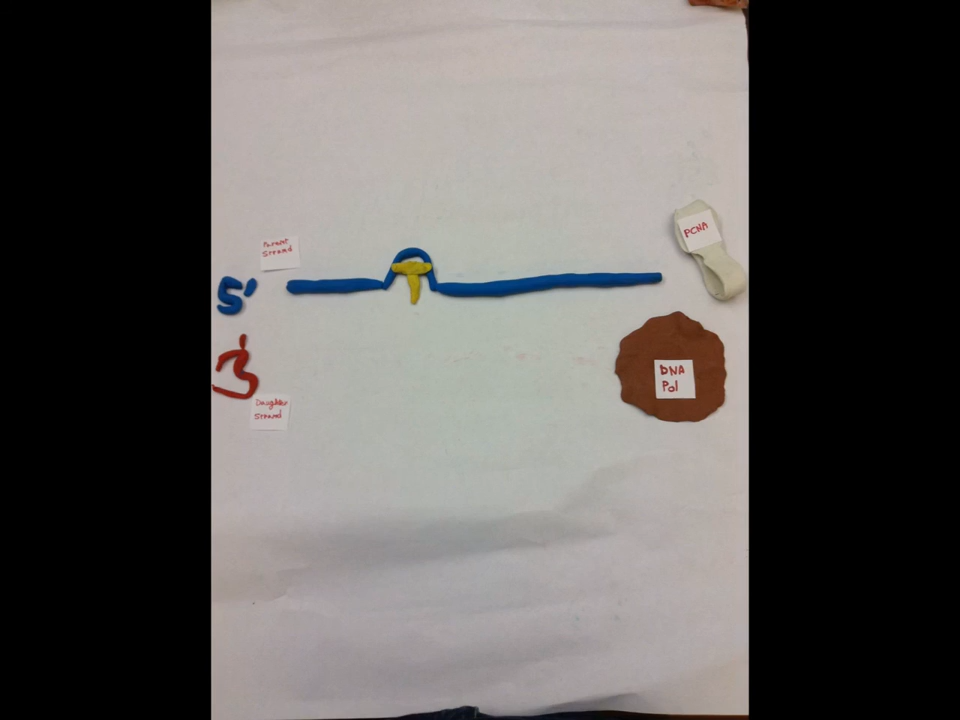 PCNA
Parent
Strand
5'
3'
DNA
Pol
Daughter
Strand